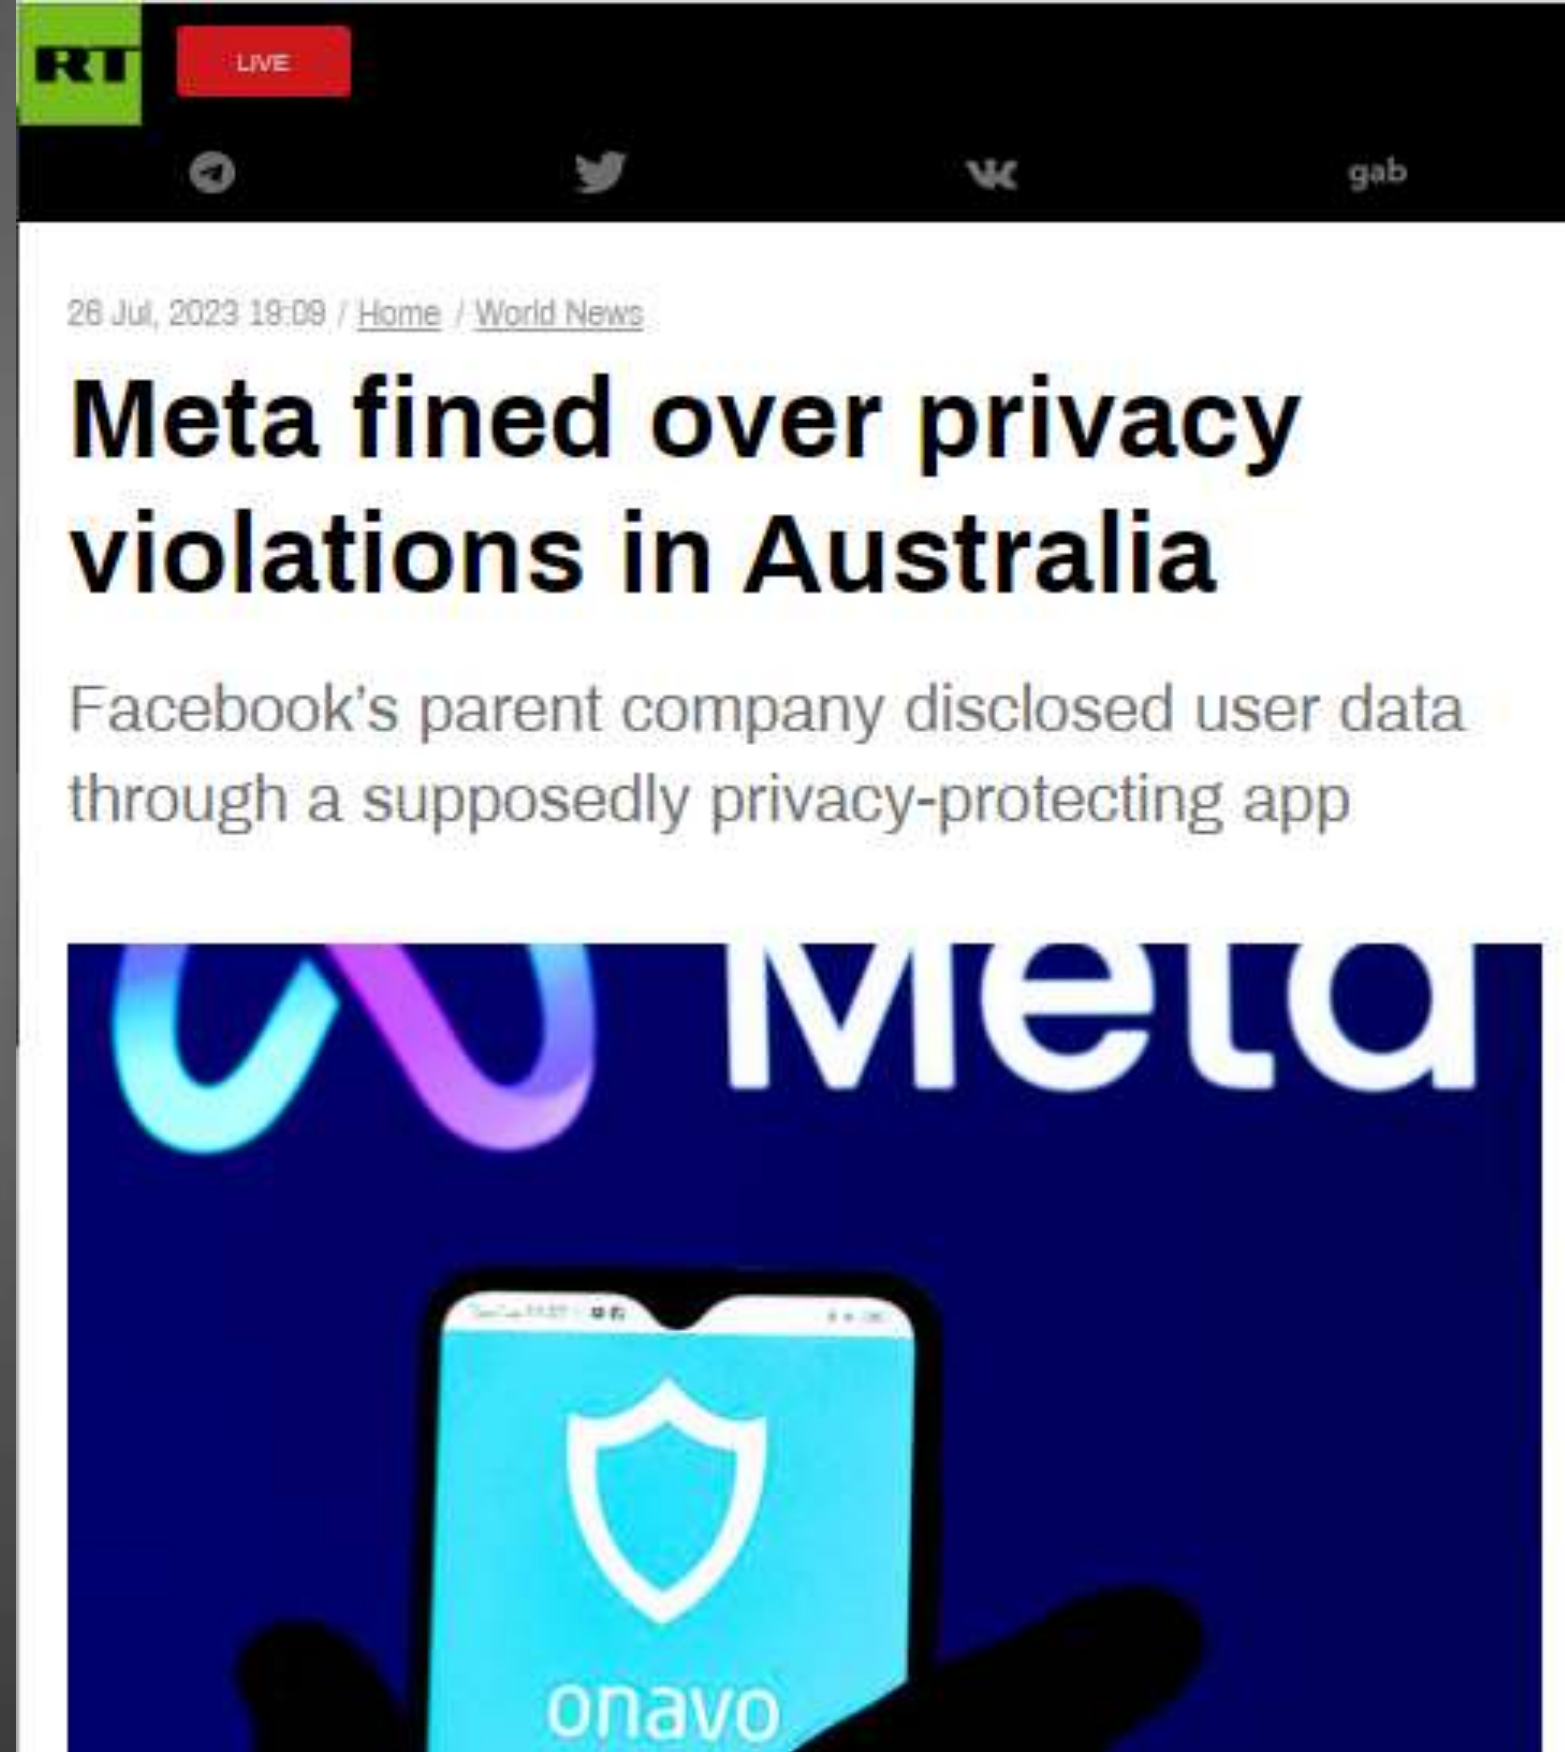 RT LIVE
gab
26 Jul, 2023 19:09 / Home / World News
Meta fined over privacy
violations in Australia
Facebook's parent company disclosed user data
through a supposedly privacy-protecting app
Meta
onavo